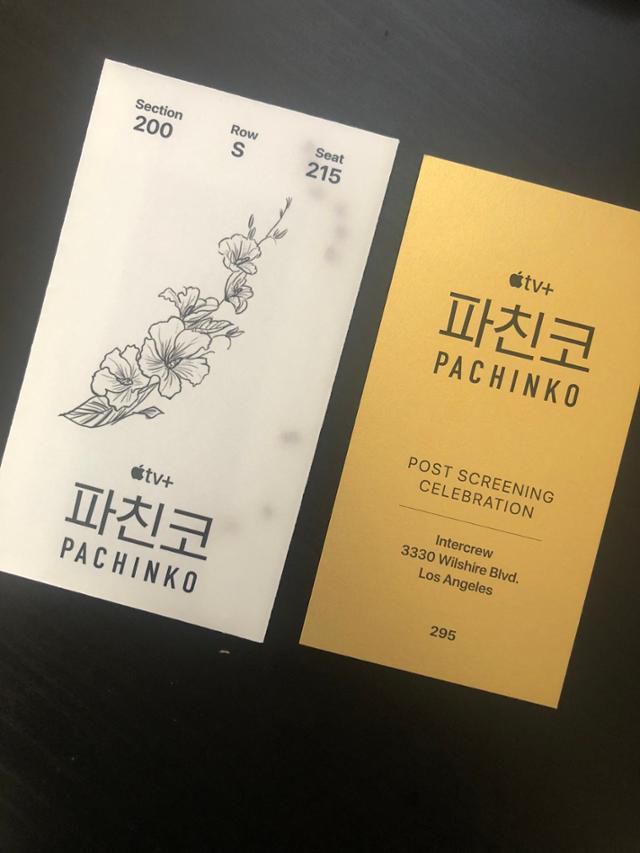 Section Row Seat
200 S 215
tv+
파친코
PACHINKO
tv+
파친코
PACHINKO
POST SCREENING
CELEBRATION
Intercrew
3330 Wilshire Blvd.
Los Angeles
295